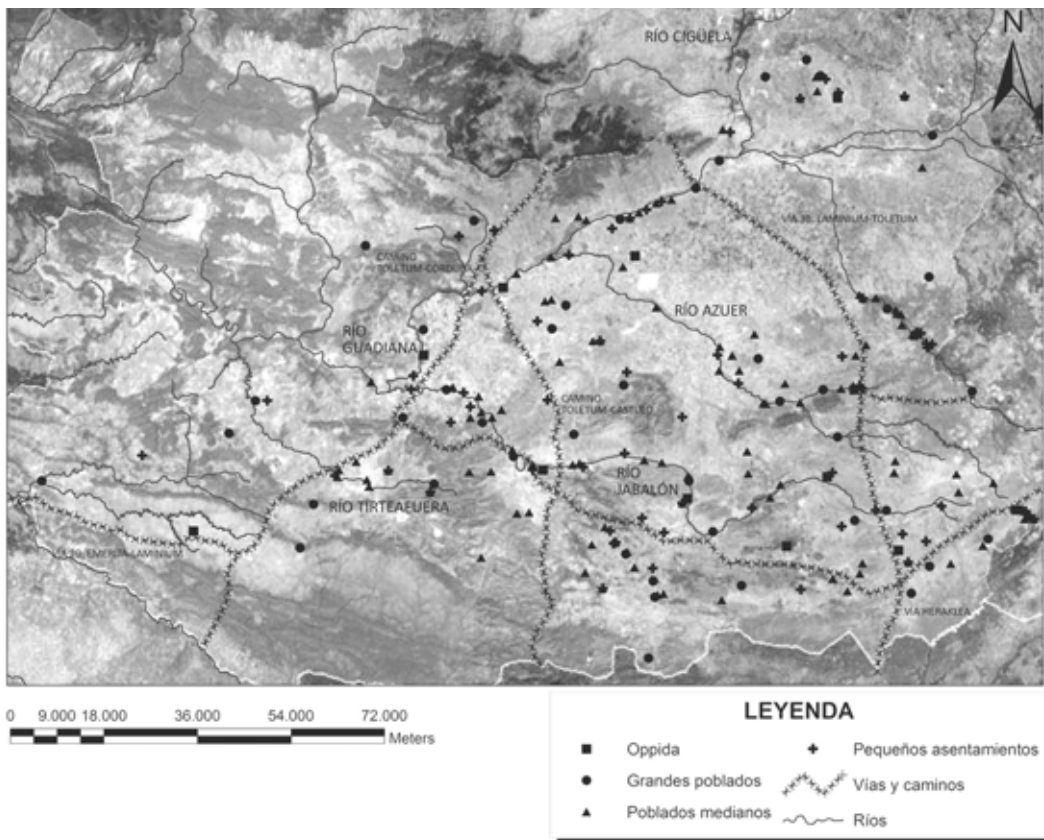 N
RÍO CIGÜELA
VÍA 30. LAMINIUM-TOLETUM
CAMINO
TOLETUM-CORDUBA
RÍO AZUER
RÍO
GUADIANA
CAMINO
TOLETUM-CASTULO
RÍO
JABALÓN
RÍO TIRTEAFUERA
EMERITA-LAMINIUM
VÍA HERAKLEA
0 9.000 18.000 36.000 54.000 72.000
Meters
LEYENDA
Oppida
Grandes poblados
Poblados medianos
Pequeños asentamientos
Vías y caminos
Ríos